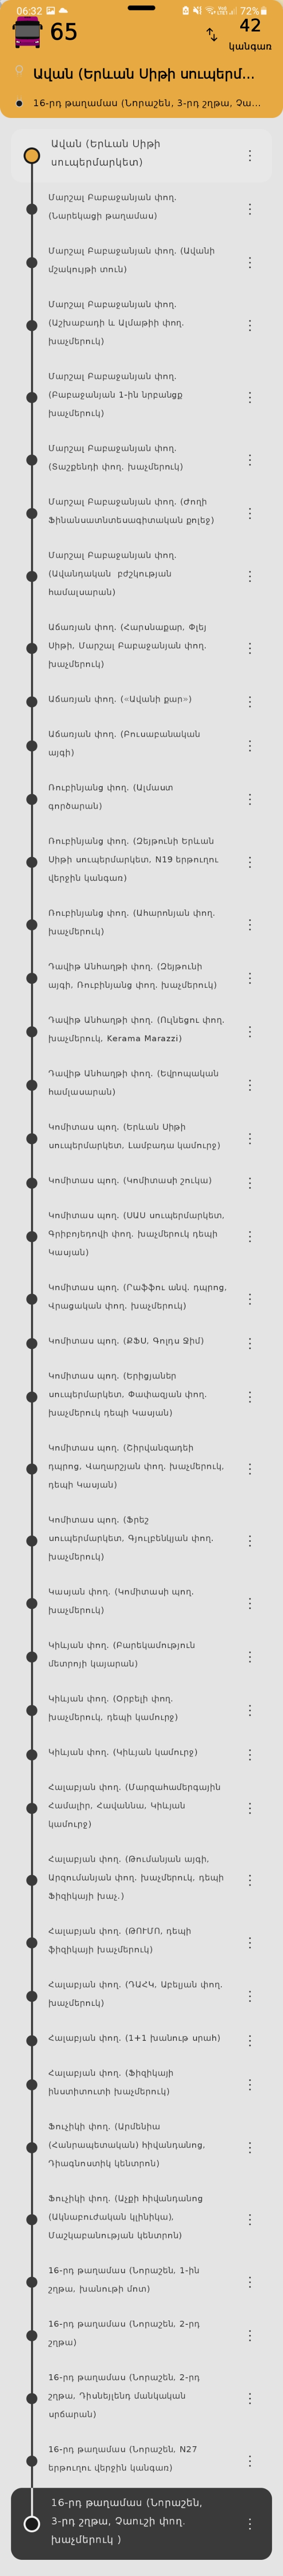 06:32
72%
65
42
կանգառ
Ավան (Երևան Սիթի սուպերմ...
16-րդ թաղամաս (Նորաշեն, 3-րդ շղթա, Չա...
Ավան (Երևան Սիթի
սուպերմարկետ)
Մարշալ Բաբաջանյան փող.
(Նարեկացի թաղամաս)
Մարշալ Բաբաջանյան փող. (Ավանի
մշակույթի տուն)
Մարշալ Բաբաջանյան փող.
(Աշխաբադի և Ալմաթիի փող.
խաչմերուկ)
Մարշալ Բաբաջանյան փող.
(Բաբաջանյան 1-ին նրբանցք
խաչմերուկ)
Մարշալ Բաբաջանյան փող.
(Տաշքենդի փող. խաչմերուկ)
Մարշալ Բաբաջանյան փող. (Ժողի
Ֆինանսատնտեսագիտական քոլեջ)
Մարշալ Բաբաջանյան փող.
(Ավանդական բժշկության
համալսարան)
Աճառյան փող. (Հարսնաքար, Փլեյ
Սիթի, Մարշալ Բաբաջանյան փող.
խաչմերուկ)
Աճառյան փող. («Ավանի քար»)
Աճառյան փող. (Բուսաբանական
այգի)
Ռուբինյանց փող. (Ալմաստ
գործարան)
Ռուբինյանց փող. (Զեյթունի Երևան
Սիթի սուպերմարկետ, N19 երթուղու
վերջին կանգառ)
Ռուբինյանց փող. (Ահարոնյան փող.
խաչմերուկ)
Դավիթ Անհաղթի փող. (Զեյթունի
այգի, Ռուբինյանց փող. խաչմերուկ)
Դավիթ Անհաղթի փող. (Ուլնեցու փող.
խաչմերուկ, Kerama Marazzi)
Դավիթ Անհաղթի փող. (Եվրոպական
համլասարան)
Կոմիտաս պող. (Երևան Սիթի
սուպերմարկետ, Լամբադա կամուրջ)
Կոմիտաս պող. (Կոմիտասի շուկա)
Կոմիտաս պող. (ՍԱՍ սուպերմարկետ,
Գրիբոյեդովի փող. խաչմերուկ դեպի
Կասյան)
Կոմիտաս պող. (Րաֆֆու անվ. դպրոց,
Վրացական փող. խաչմերուկ)
Կոմիտաս պող. (ՔՖՍ, Գոլդս Ջիմ)
Կոմիտաս պող. (Երիցյաներ
սուպերմարկետ, Փափազյան փող.
խաչմերուկ դեպի Կասյան)
Կոմիտաս պող. (Շիրվանզադեի
դպրոց, Վաղարշյան փող. խաչմերուկ,
դեպի Կասյան)
Կոմիտաս պող. (Ֆրեշ
սուպերմարկետ, Գյուլբենկյան փող.
խաչմերուկ)
Կասյան փող. (Կոմիտասի պող.
խաչմերուկ)
Կիևյան փող. (Բարեկամություն
մետրոյի կայարան)
Կիևյան փող. (Օրբելի փող.
խաչմերուկ, դեպի կամուրջ)
Կիևյան փող. (Կիևյան կամուրջ)
Հալաբյան փող. (Մարզահամերգային
Համալիր, Հավաննա, Կիևյան
կամուրջ)
Հալաբյան փող. (Թումանյան այգի,
Արզումանյան փող. խաչմերուկ, դեպի
Ֆիզիկայի խաչ.)
Հալաբյան փող. (ԹՈՒՄՈ, դեպի
ֆիզիկայի խաչմերուկ)
Հալաբյան փող. (ԴԱՀԿ, Աբելյան փող.
խաչմերուկ)
Հալաբյան փող. (1+1 խանութ սրահ)
Հալաբյան փող. (Ֆիզիկայի
ինստիտուտի խաչմերուկ)
Ֆուչիկի փող. (Արմենիա
(Հանրապետական) հիվանդանոց,
Դիագնոստիկ կենտրոն)
Ֆուչիկի փող. (Աչքի հիվանդանոց
(Ակնաբուժական կլինիկա),
Մաշկաբանության կենտրոն)
16-րդ թաղամաս (Նորաշեն, 1-ին
շղթա, խանութի մոտ)
16-րդ թաղամաս (Նորաշեն, 2-րդ
շղթա)
16-րդ թաղամաս (Նորաշեն, 2-րդ
շղթա, Դիսնեյլենդ մանկական
սրճարան)
16-րդ թաղամաս (Նորաշեն, N27
երթուղու վերջին կանգառ)
16-րդ թաղամաս (Նորաշեն,
3-րդ շղթա, Չաուշի փող.
խաչմերուկ )